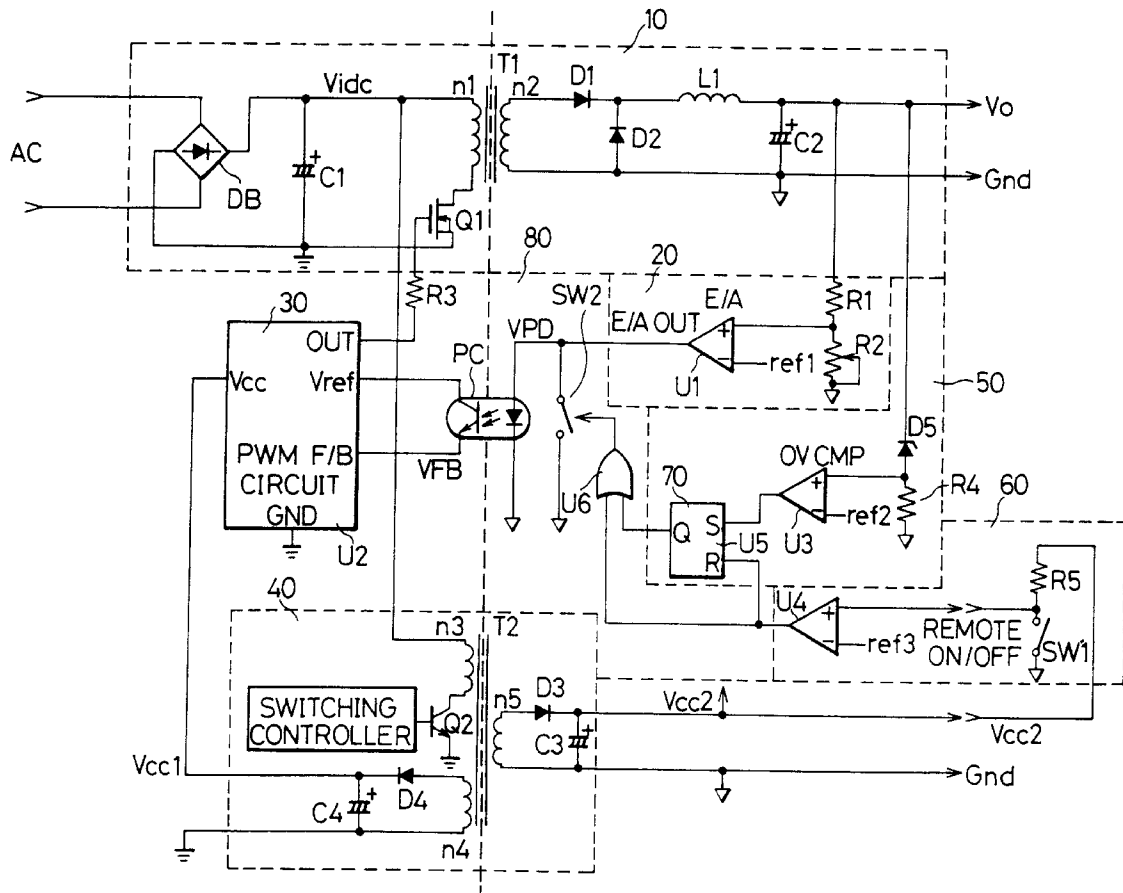 10
T1
Vidc
n1
n2
D1
L1
Vo
AC
DB
C1
D2
C2
Gnd
Q1
80
20
R3
SW2
E/A
R1
30
VPD
E/A OUT
R2
OUT
PC
ref1
U1
50
Vcc
Vref
D5
PWM F/B
CIRCUIT
GND
VFB
OV CMP
U6
70
R4
60
Q
S
U5
U3
ref2
R
U2
R5
40
U4
n3
T2
ref3
REMOTE
ON/OFF
SW1
SWITCHING
CONTROLLER
Q2
n5
D3
Vcc2
C3
Vcc2
Vcc1
D4
Gnd
C4
n4